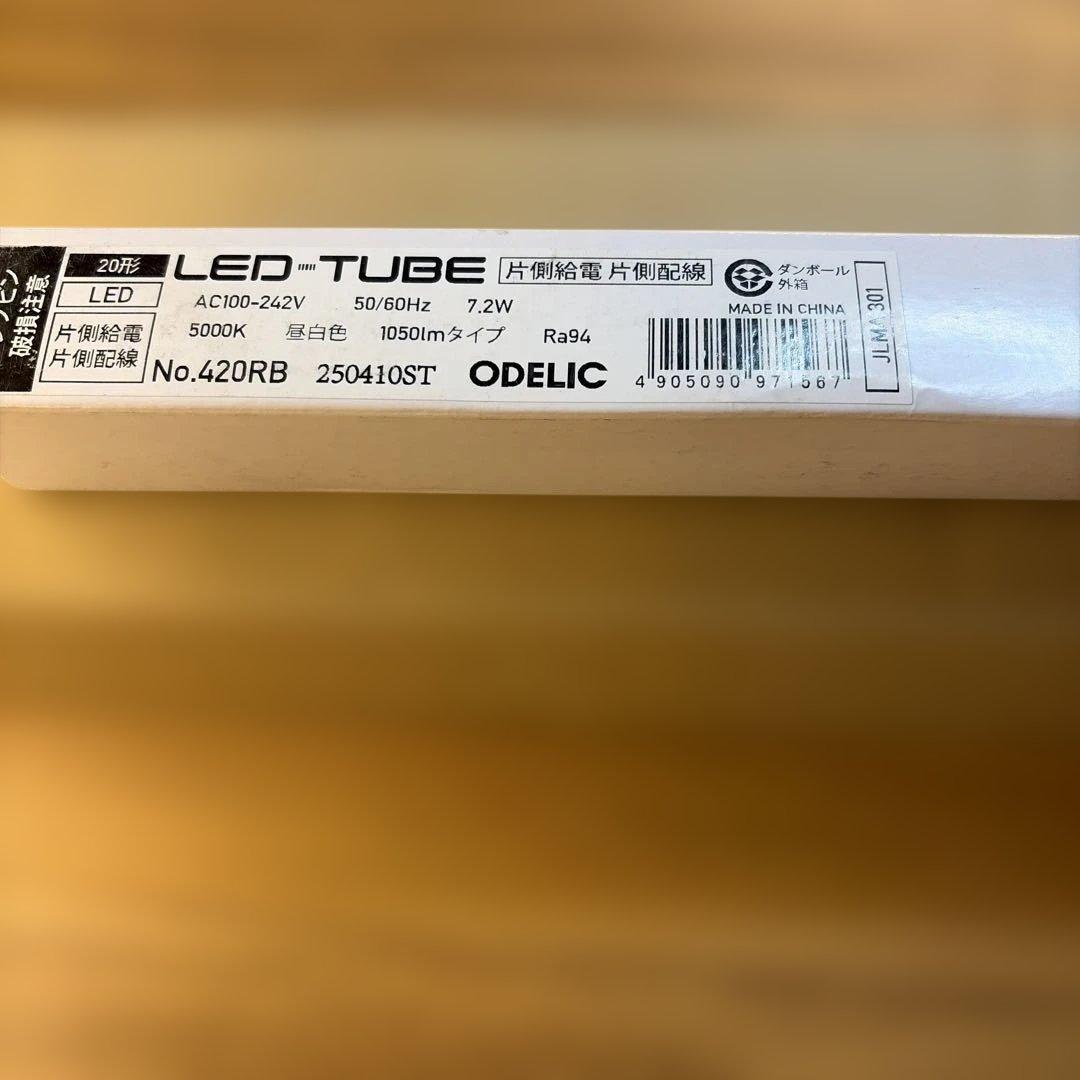 破損注意
20形
LED
片側給電
片側配線
LED-TUBE 片側給電 片側配線
AC100-242V 50/60Hz 7.2W
5000K 昼白色 1050lmタイプ Ra94
No.420RB 250410ST ODELIC
ダンボール
外箱
MADE IN CHINA
4 905090 971567
JLMA 301